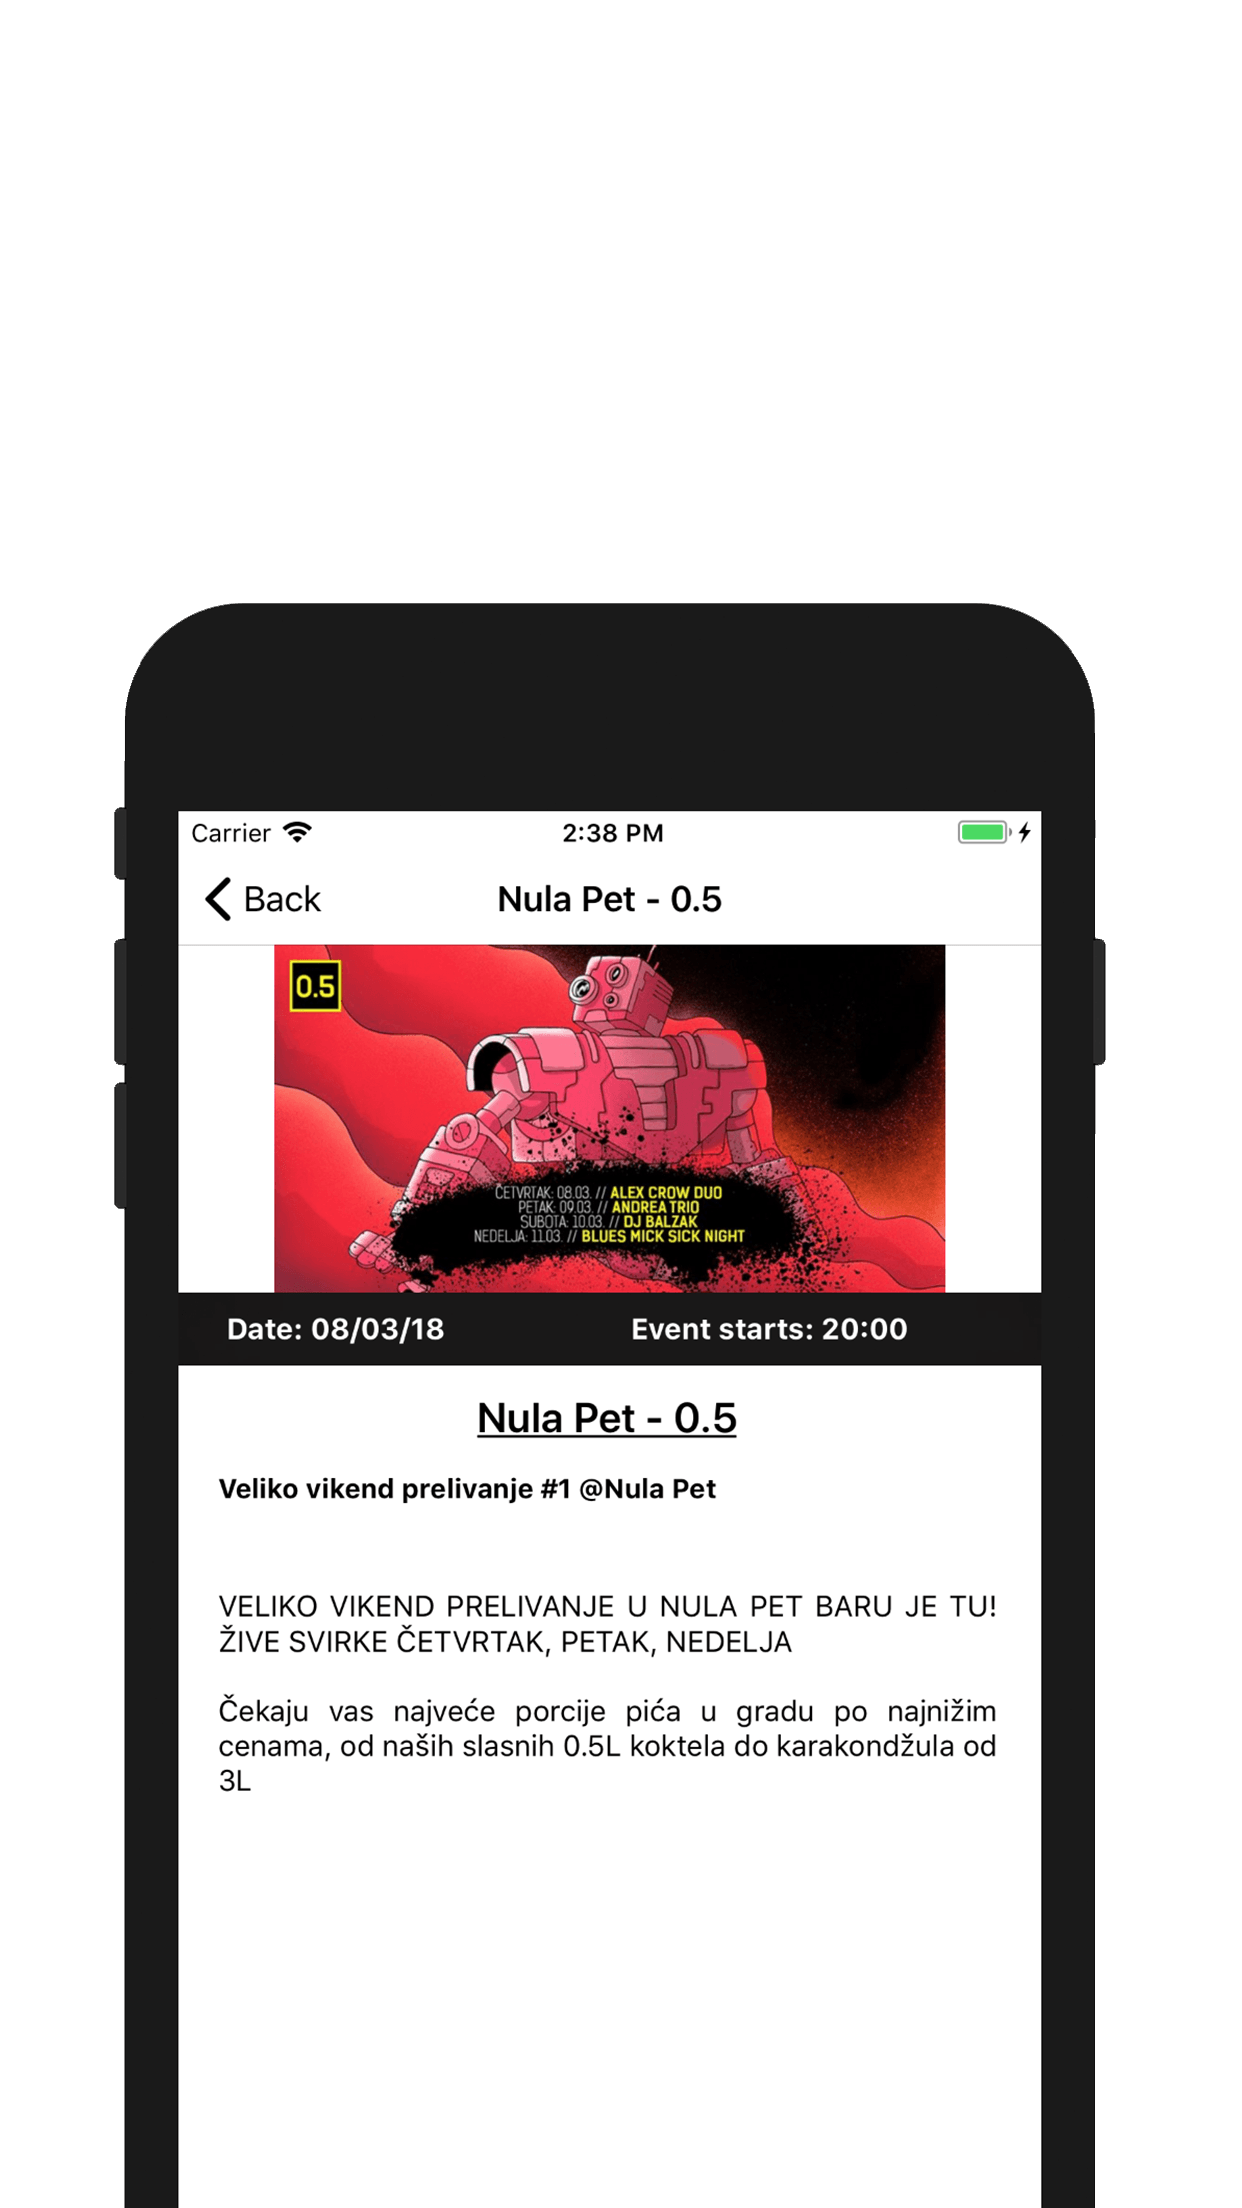 Carrier 2:38 PM
Back Nula Pet - 0.5
0.5
ČETVRTAK: 08.03. // ALEX CROW DUO
PETAK: 09.03. // ANDREA TRIO
SUBOTA: 10.03. // DJ BALZAK
NEDELJA: 11.03. // BLUES MICK SICK NIGHT
Date: 08/03/18 Event starts: 20:00
Nula Pet - 0.5
Veliko vikend prelivanje #1 @Nula Pet
VELIKO VIKEND PRELIVANJE U NULA PET BARU JE TU!
ŽIVE SVIRKE ČETVRTAK, PETAK, NEDELJA
Čekaju vas najveće porcije pića u gradu po najnižim
cenama, od naših slasnih 0.5L koktela do karakondžula od
3L